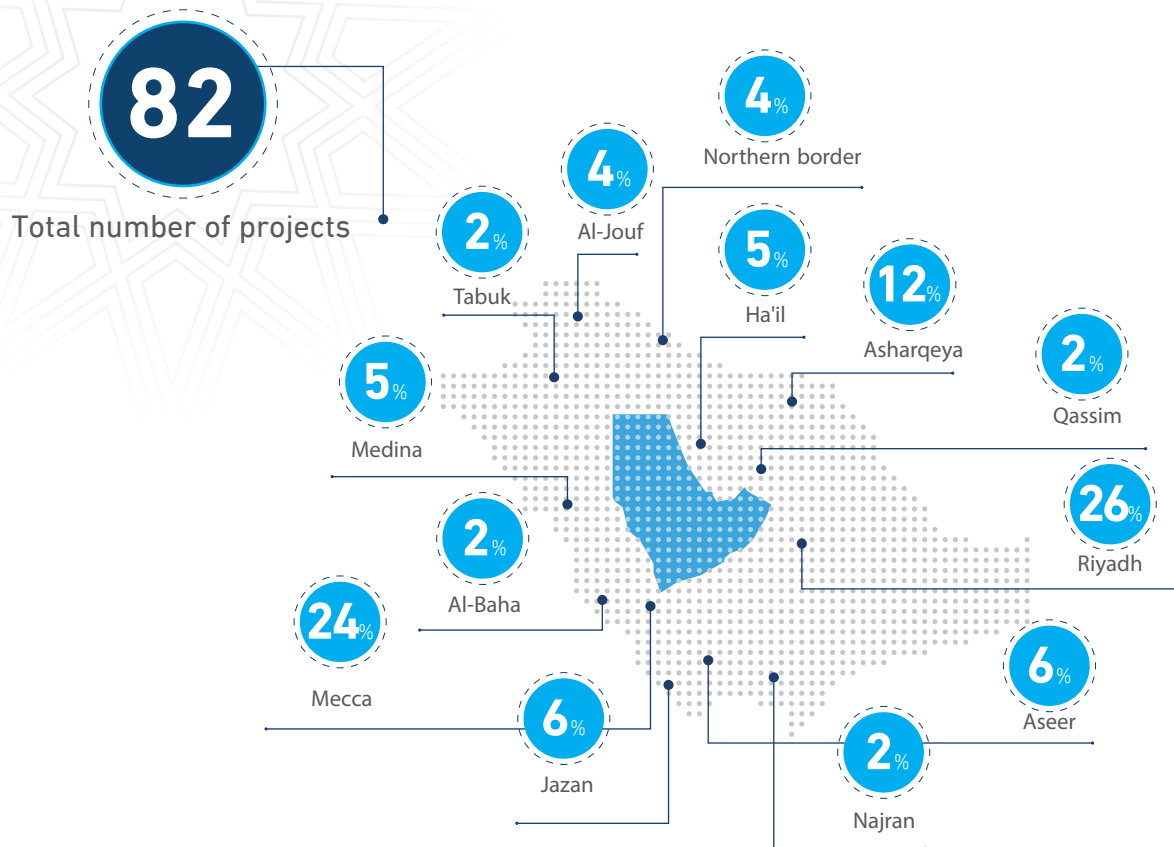 82
Total number of projects
4%
Northern border
4%
Al-Jouf
2%
Tabuk
5%
Ha'il
12%
Asharqeya
2%
Qassim
5%
Medina
26%
Riyadh
2%
Al-Baha
24%
Mecca
6%
Aseer
6%
Jazan
2%
Najran